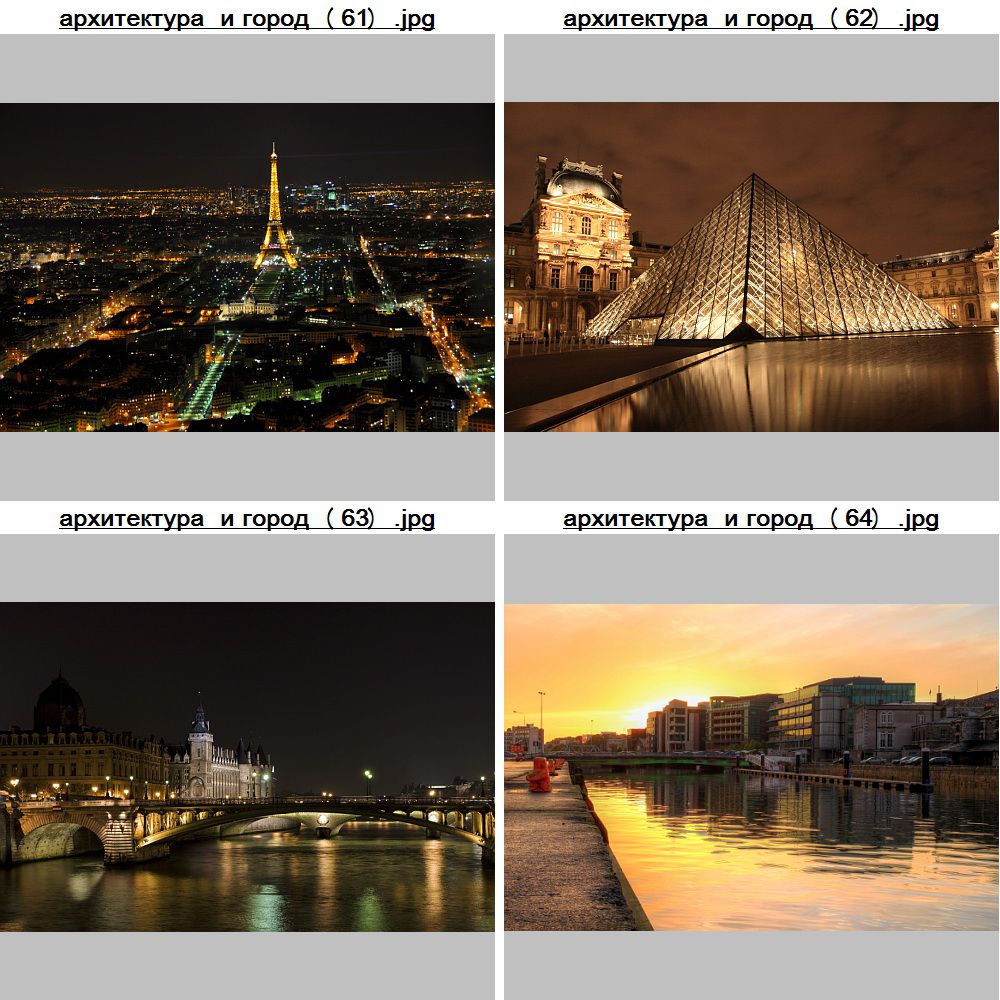 архитектура и город ( 61) .jpg
архитектура и город ( 62) .jpg
архитектура и город ( 63) .jpg
архитектура и город ( 64) .jpg